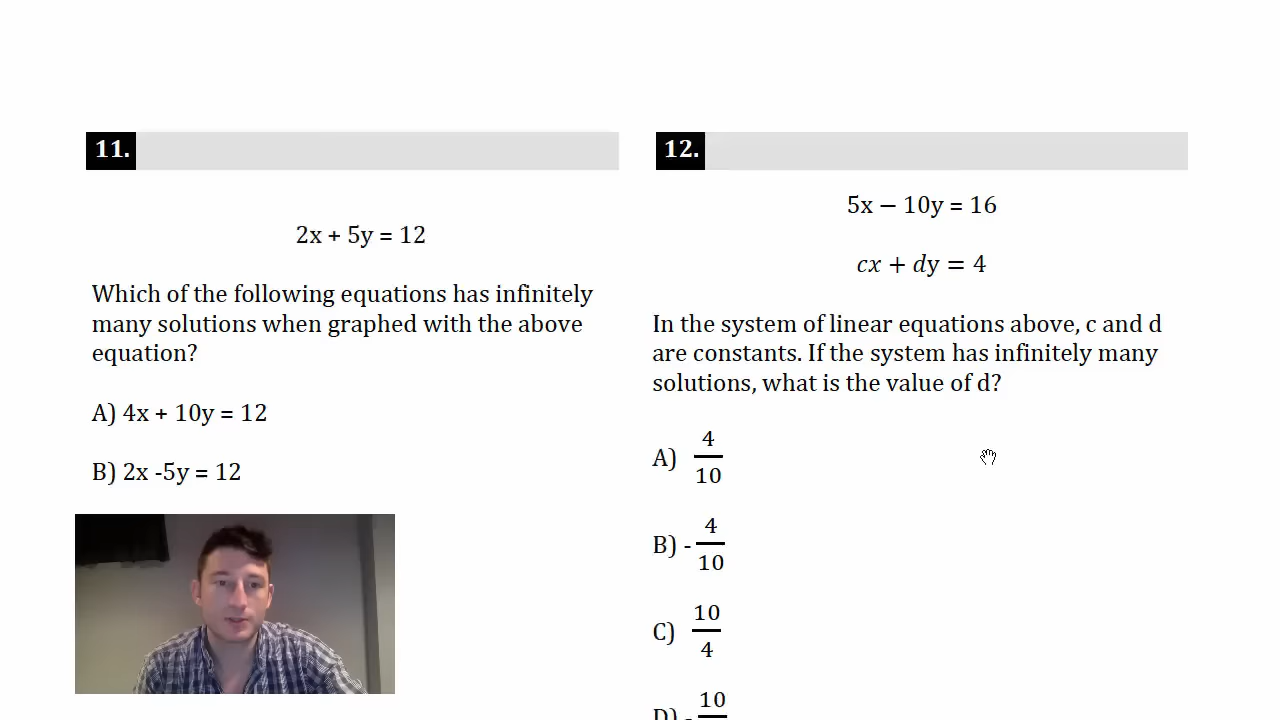 11.
2x + 5y = 12
Which of the following equations has infinitely
many solutions when graphed with the above
equation?
A) 4x + 10y = 12
B) 2x -5y = 12
12.
5x − 10y = 16
cx + dy = 4
In the system of linear equations above, c and d
are constants. If the system has infinitely many
solutions, what is the value of d?
A) 4/10
B) - 4/10
C) 10/4
D) - 10